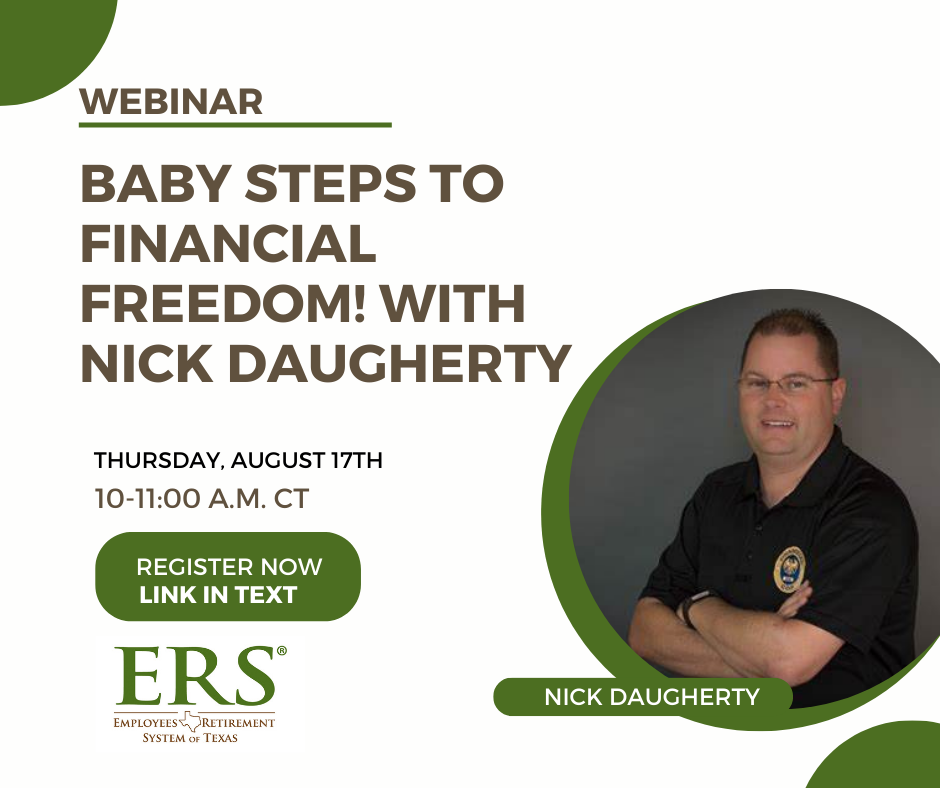 WEBINAR
BABY STEPS TO
FINANCIAL
FREEDOM! WITH
NICK DAUGHERTY
THURSDAY, AUGUST 17TH
10-11:00 A.M. CT
REGISTER NOW
LINK IN TEXT
ERS®
EMPLOYEES RETIREMENT
SYSTEM OF TEXAS
NICK DAUGHERTY